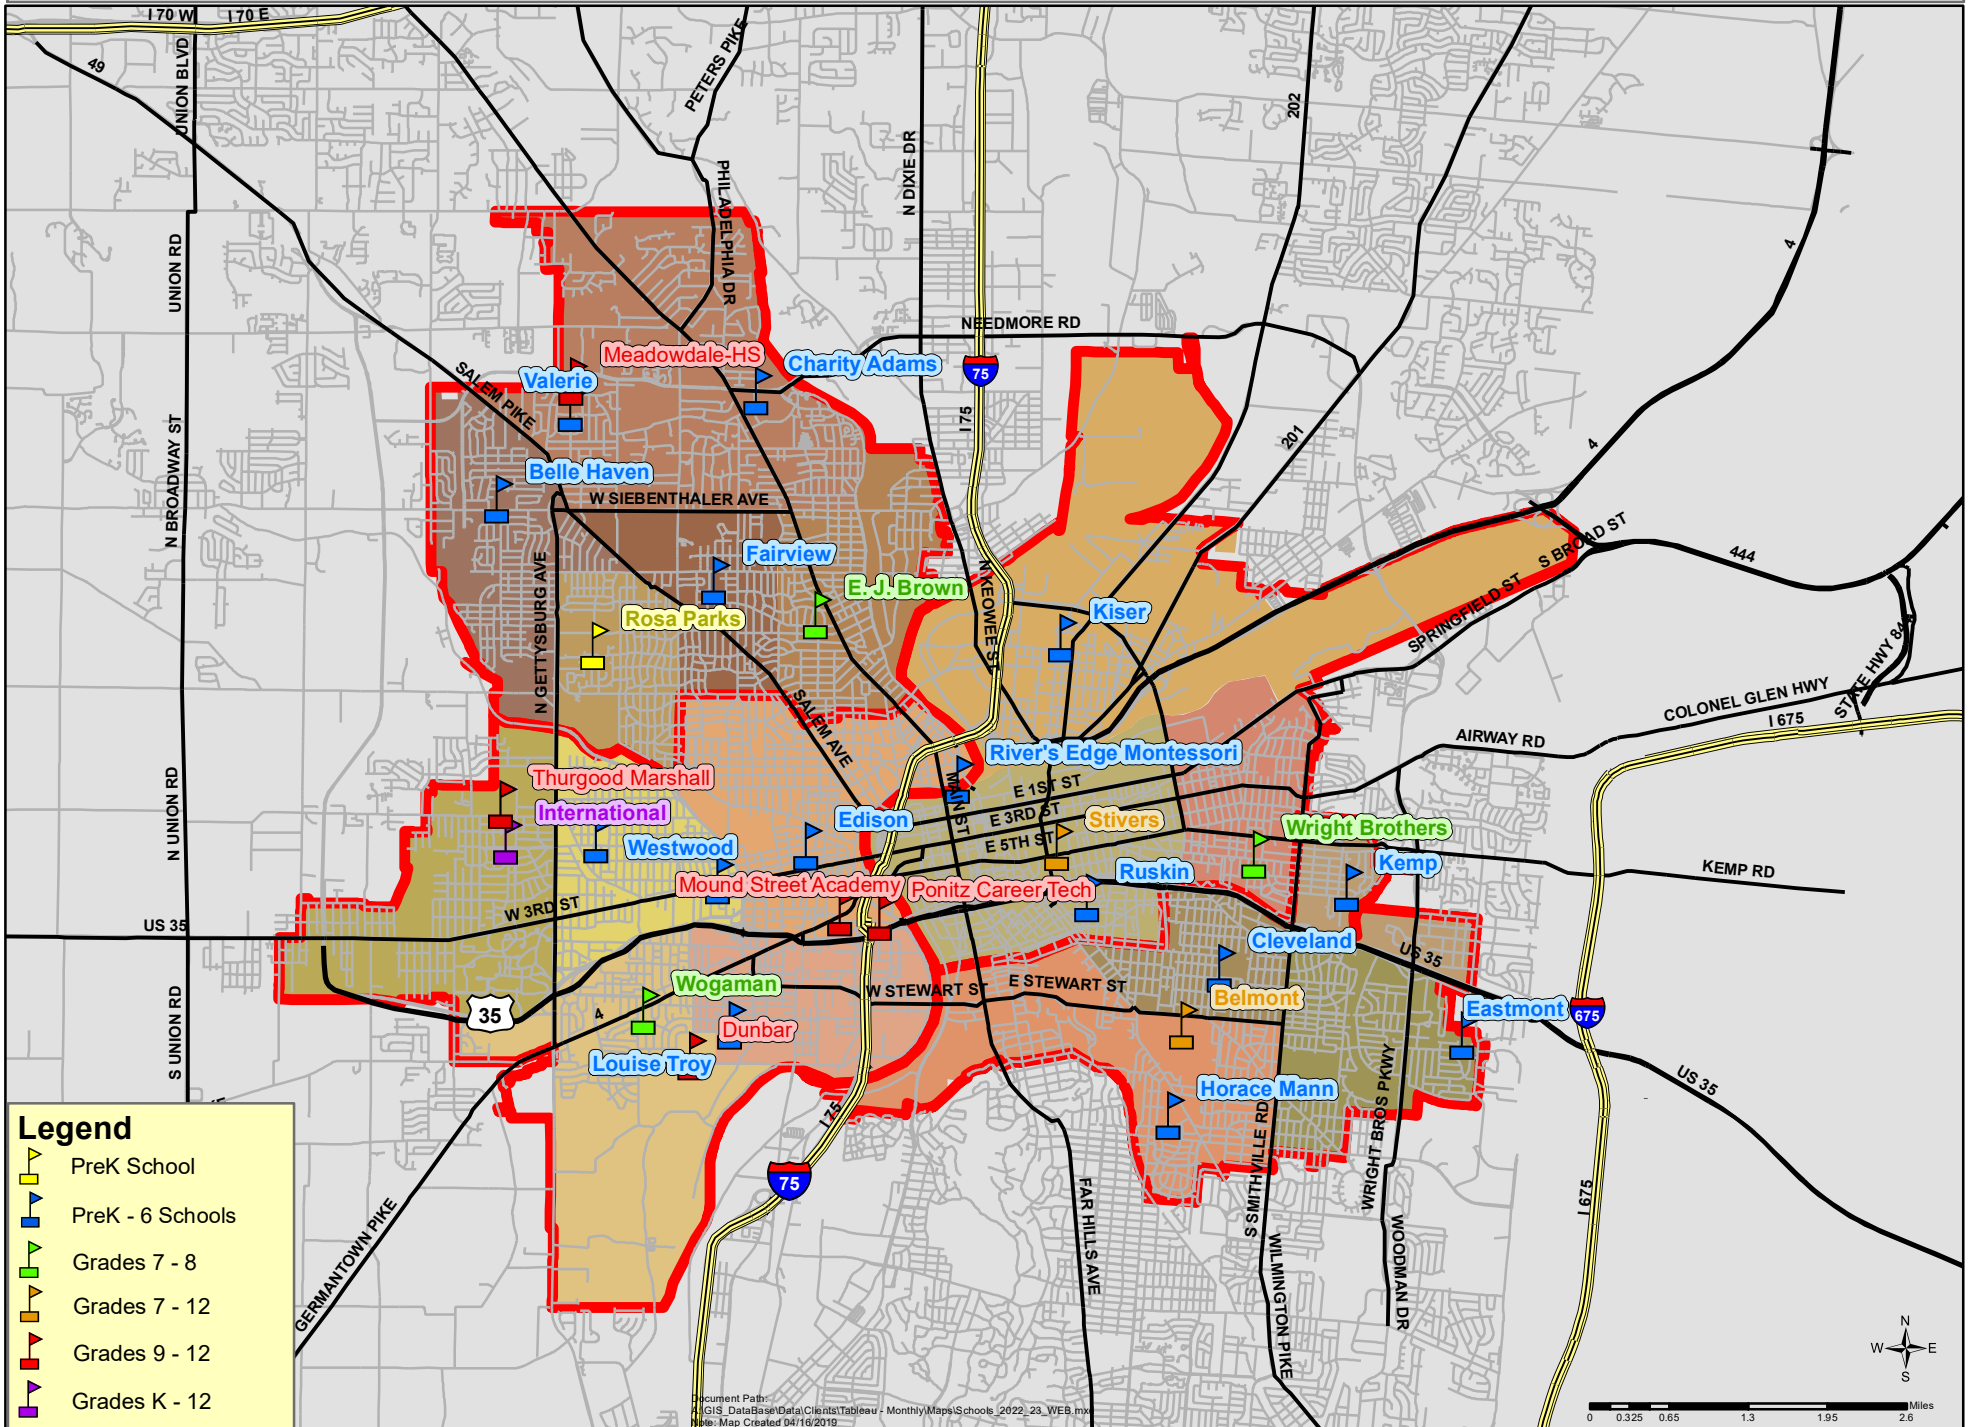 I 70 W
I 70 E
49
UNION BLVD
PETERS PIKE
PHILADELPHIA DR
N DIXIE DR
202
4
UNION RD
NEEDMORE RD
Meadowdale-HS
Charity Adams
75
Valerie
SALEM PIKE
I 75
201
4
N BROADWAY ST
Belle Haven
W SIEBENTHALER AVE
S BROAD ST
444
Fairview
E. J. Brown
N GETTYSBURG AVE
N KEOWEE ST
Kiser
SPRINGFIELD ST
Rosa Parks
STATE HWY 844
COLONEL GLEN HWY
I 675
SALEM AVE
AIRWAY RD
River's Edge Montessori
Thurgood Marshall
MAIN ST
E 1ST ST
International
N UNION RD
Edison
E 3RD ST
Stivers
Wright Brothers
Westwood
E 5TH ST
Kemp
KEMP RD
Ruskin
Mound Street Academy
Ponitz Career Tech
W 3RD ST
US 35
Cleveland
US 35
Wogaman
W STEWART ST
E STEWART ST
Belmont
Eastmont
675
35
4
Dunbar
S UNION RD
Louise Troy
Horace Mann
US 35
I 75
WRIGHT BROS PKWY
S SMITHVILLE RD
75
FAR HILLS AVE
I 675
WOODMAN DR
WILMINGTON PIKE
GERMANTOWN PIKE
Legend
PreK School
PreK - 6 Schools
Grades 7 - 8
Grades 7 - 12
Grades 9 - 12
Grades K - 12
N
W
E
S
Document Path:
A:\GIS_DataBase\Data\Clients\Tableau - Monthly\Maps\Schools_2022_23_WEB.mxd
Note: Map Created 04/16/2019
Miles
0 0.325 0.65 1.3 1.95 2.6